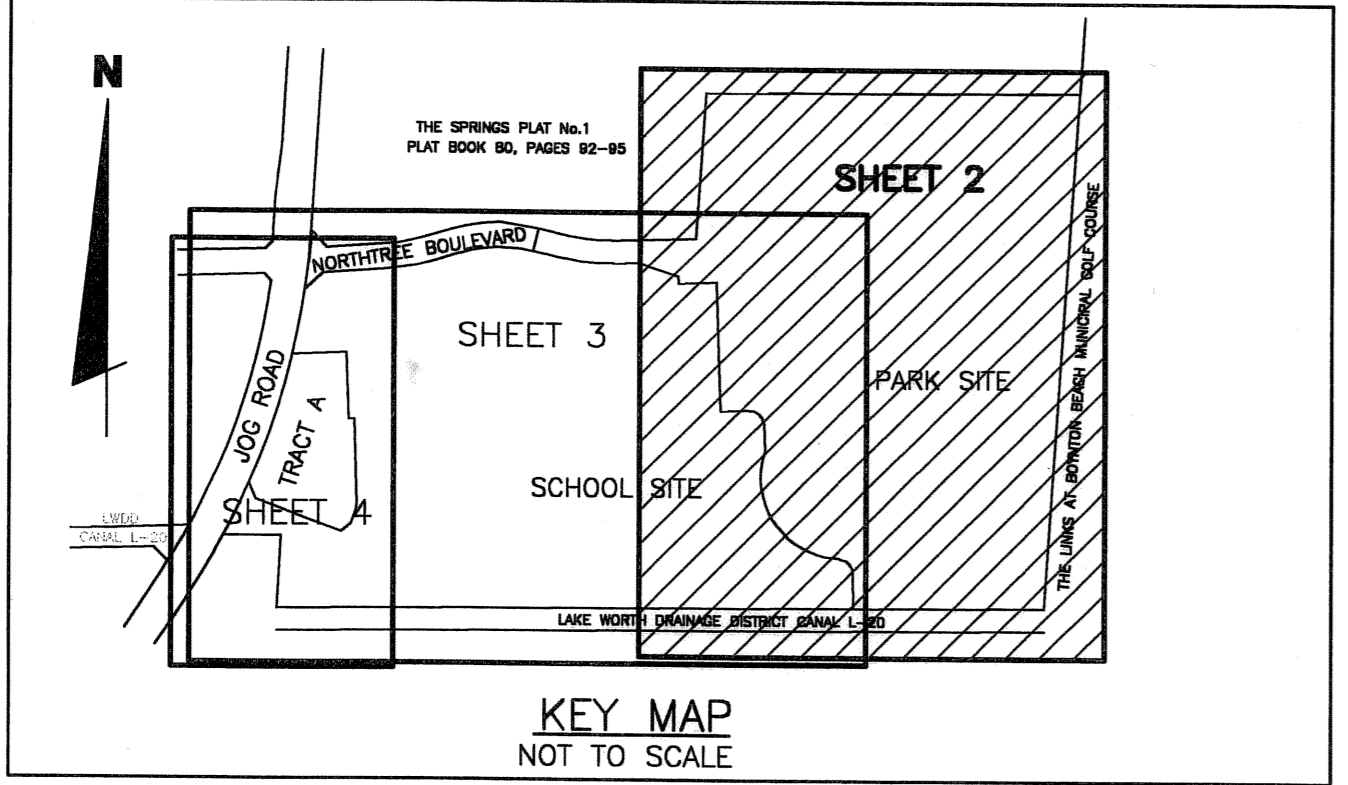 N
THE SPRINGS PLAT No.1
PLAT BOOK 80, PAGES 92-95
SHEET 2
NORTHTREE BOULEVARD
SHEET 3
THE LINKS AT BOYNTON BEACH MUNICIRAL GOLF COURSE
PARK SITE
JOG ROAD
TRACT A
SCHOOL SITE
SHEET 4
LWDD
CANAL L-20
LAKE WORTH DRAINAGE DISTRICT CANAL L-20
KEY MAP
NOT TO SCALE